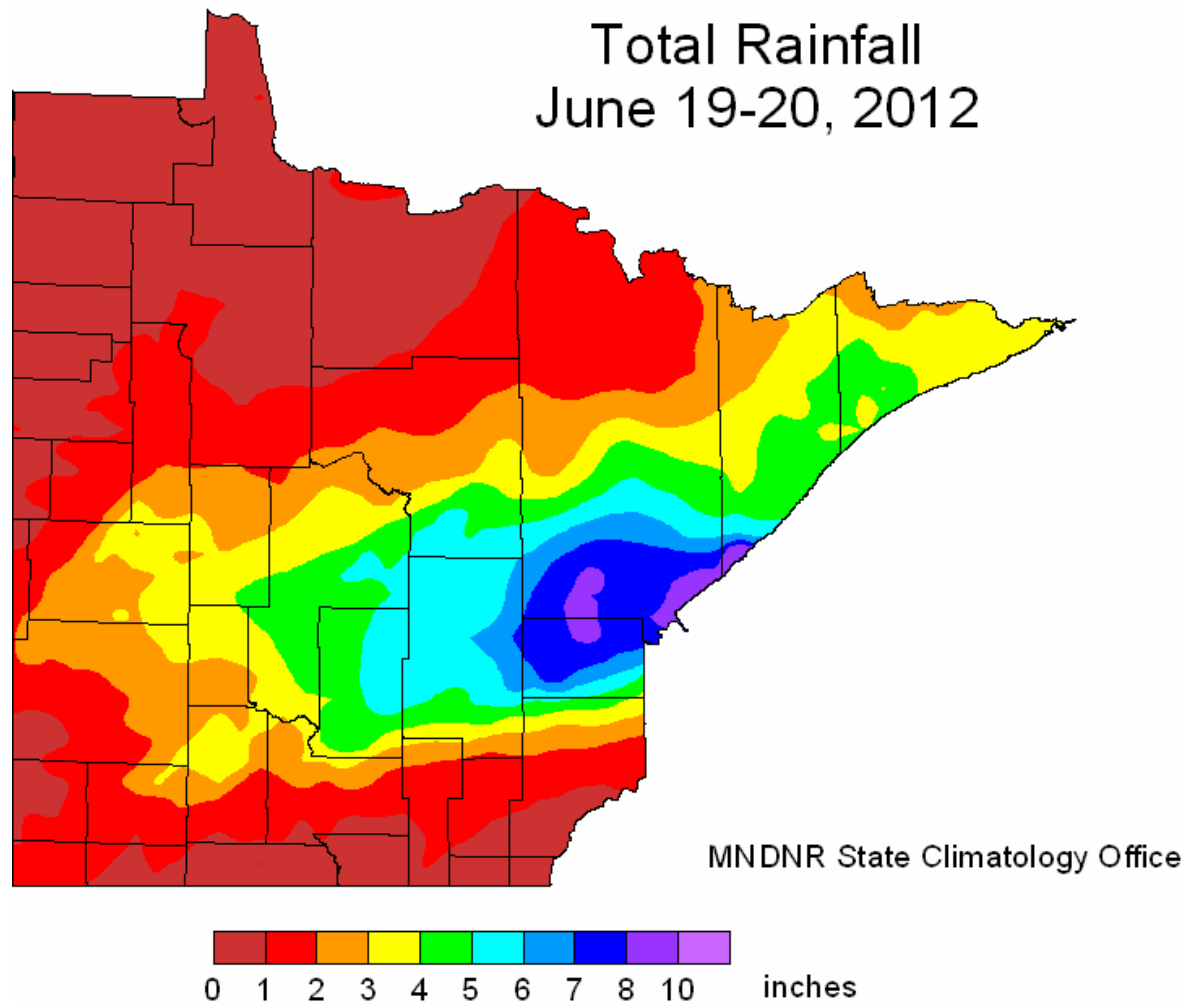 Total Rainfall
June 19-20, 2012
MNDNR State Climatology Office
0 1 2 3 4 5 6 7 8 10 inches